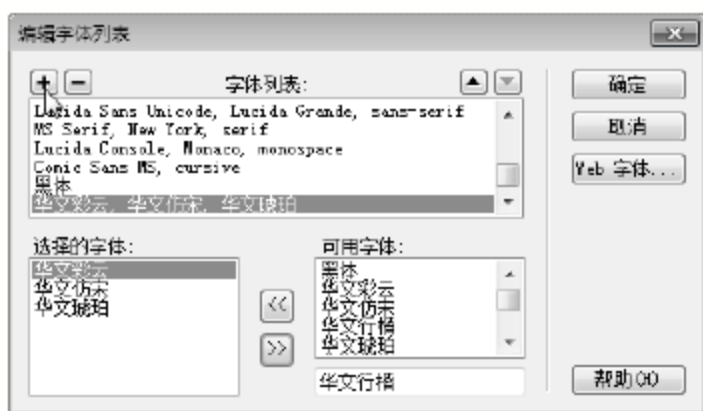 编辑字体列表
+ - 字体列表:
Lucida Sans Unicode, Lucida Grande, sans-serif
MS Serif, New York, serif
Lucida Console, Monaco, monospace
Comic Sans MS, cursive
黑体
华文彩云, 华文仿宋, 华文琥珀
选择的字体:
华文彩云
华文仿宋
华文琥珀
<<
>>
可用字体:
黑体
华文彩云
华文仿宋
华文行楷
华文琥珀
华文行楷
确定
取消
Web 字体...
帮助(H)